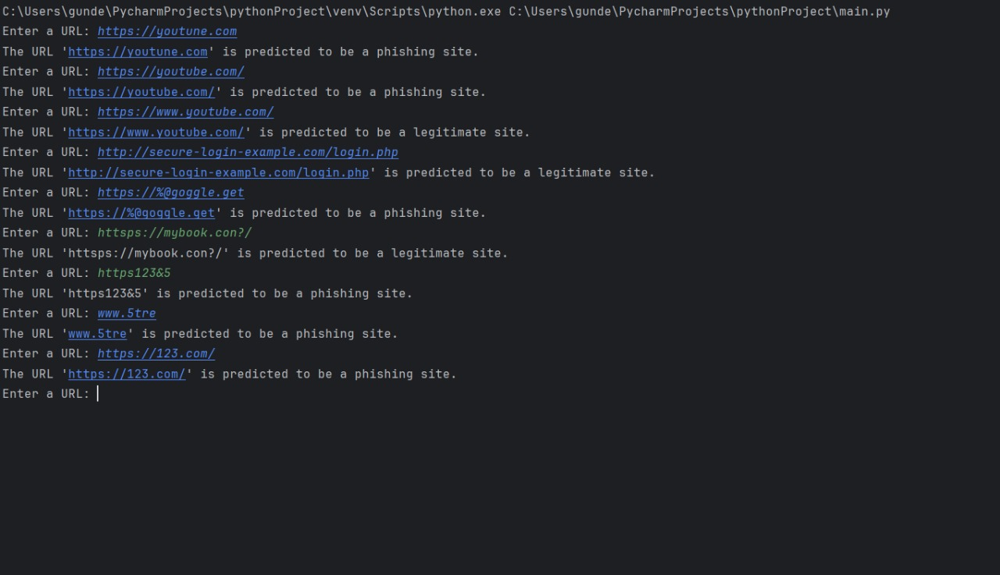 C:\Users\gunde\PycharmProjects\pythonProject\venv\Scripts\python.exe C:\Users\gunde\PycharmProjects\pythonProject\main.py
Enter a URL: https://youtune.com
The URL 'https://youtune.com' is predicted to be a phishing site.
Enter a URL: https://youtube.com/
The URL 'https://youtube.com/' is predicted to be a phishing site.
Enter a URL: https://www.youtube.com/
The URL 'https://www.youtube.com/' is predicted to be a legitimate site.
Enter a URL: http://secure-login-example.com/login.php
The URL 'http://secure-login-example.com/login.php' is predicted to be a legitimate site.
Enter a URL: https://%@goggle.get
The URL 'https://%@goggle.get' is predicted to be a phishing site.
Enter a URL: httsps://mybook.con?/
The URL 'httsps://mybook.con?/' is predicted to be a legitimate site.
Enter a URL: https123&5
The URL 'https123&5' is predicted to be a phishing site.
Enter a URL: www.5tre
The URL 'www.5tre' is predicted to be a phishing site.
Enter a URL: https://123.com/
The URL 'https://123.com/' is predicted to be a phishing site.
Enter a URL: